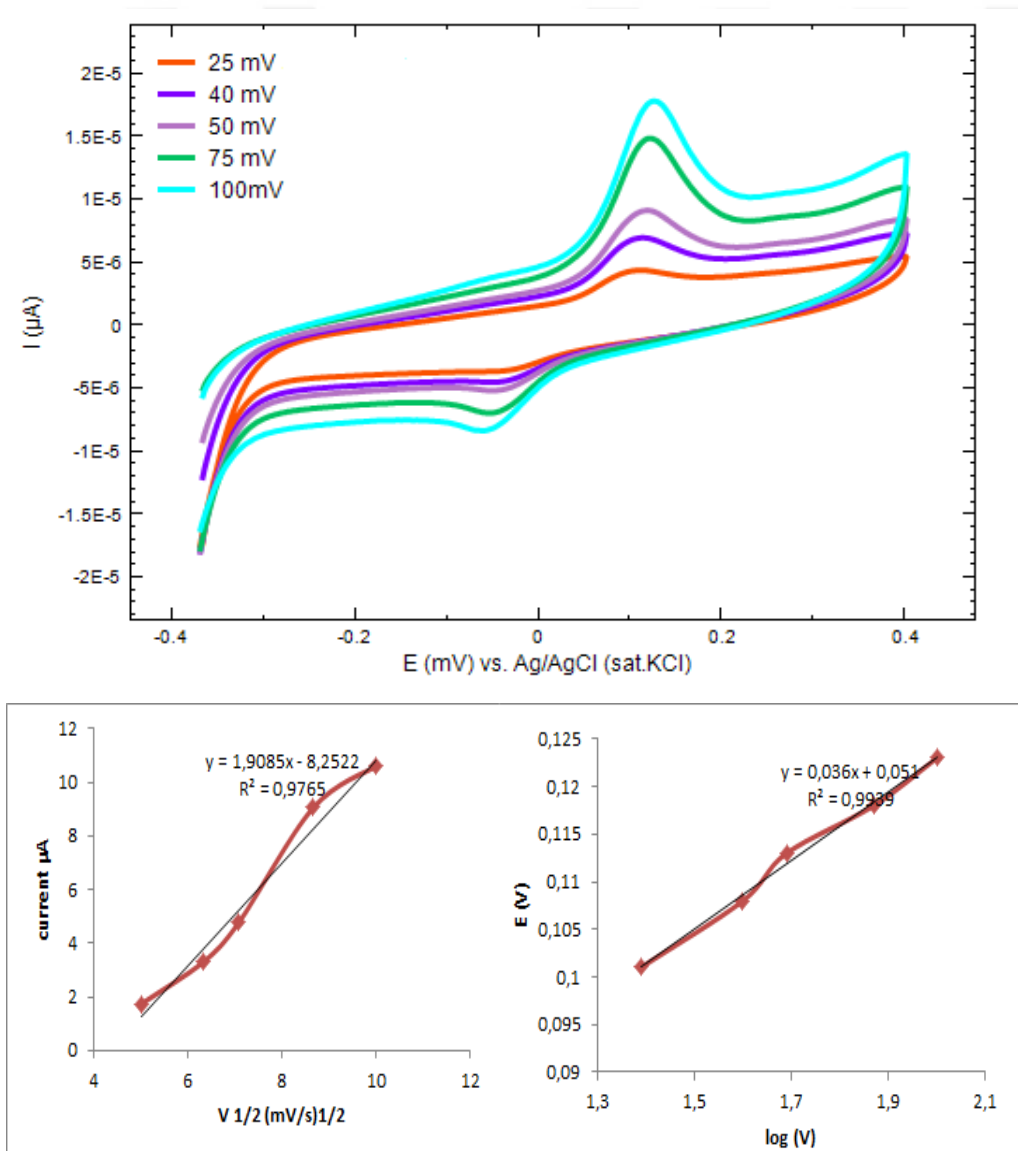 25 mV
40 mV
50 mV
75 mV
100mV
2E-5
1.5E-5
1E-5
5E-6
0
-5E-6
-1E-5
-1.5E-5
-2E-5
I (µA)
-0.4
-0.2
0
0.2
0.4
E (mV) vs. Ag/AgCl (sat.KCl)
12
10
8
6
4
2
0
current µA
y = 1,9085x - 8,2522
R² = 0,9765
4
6
8
10
12
V 1/2 (mV/s)1/2
0,125
0,12
0,115
0,11
0,105
0,1
0,095
0,09
E (V)
y = 0,036x + 0,051
R² = 0,9939
1,3
1,5
1,7
1,9
2,1
log (V)